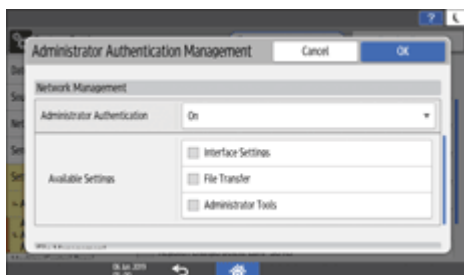 ?
Administrator Authentication Management
Cancel
OK
Network Management
Administrator Authentication
On
Available Settings
Interface Settings
File Transfer
Administrator Tools